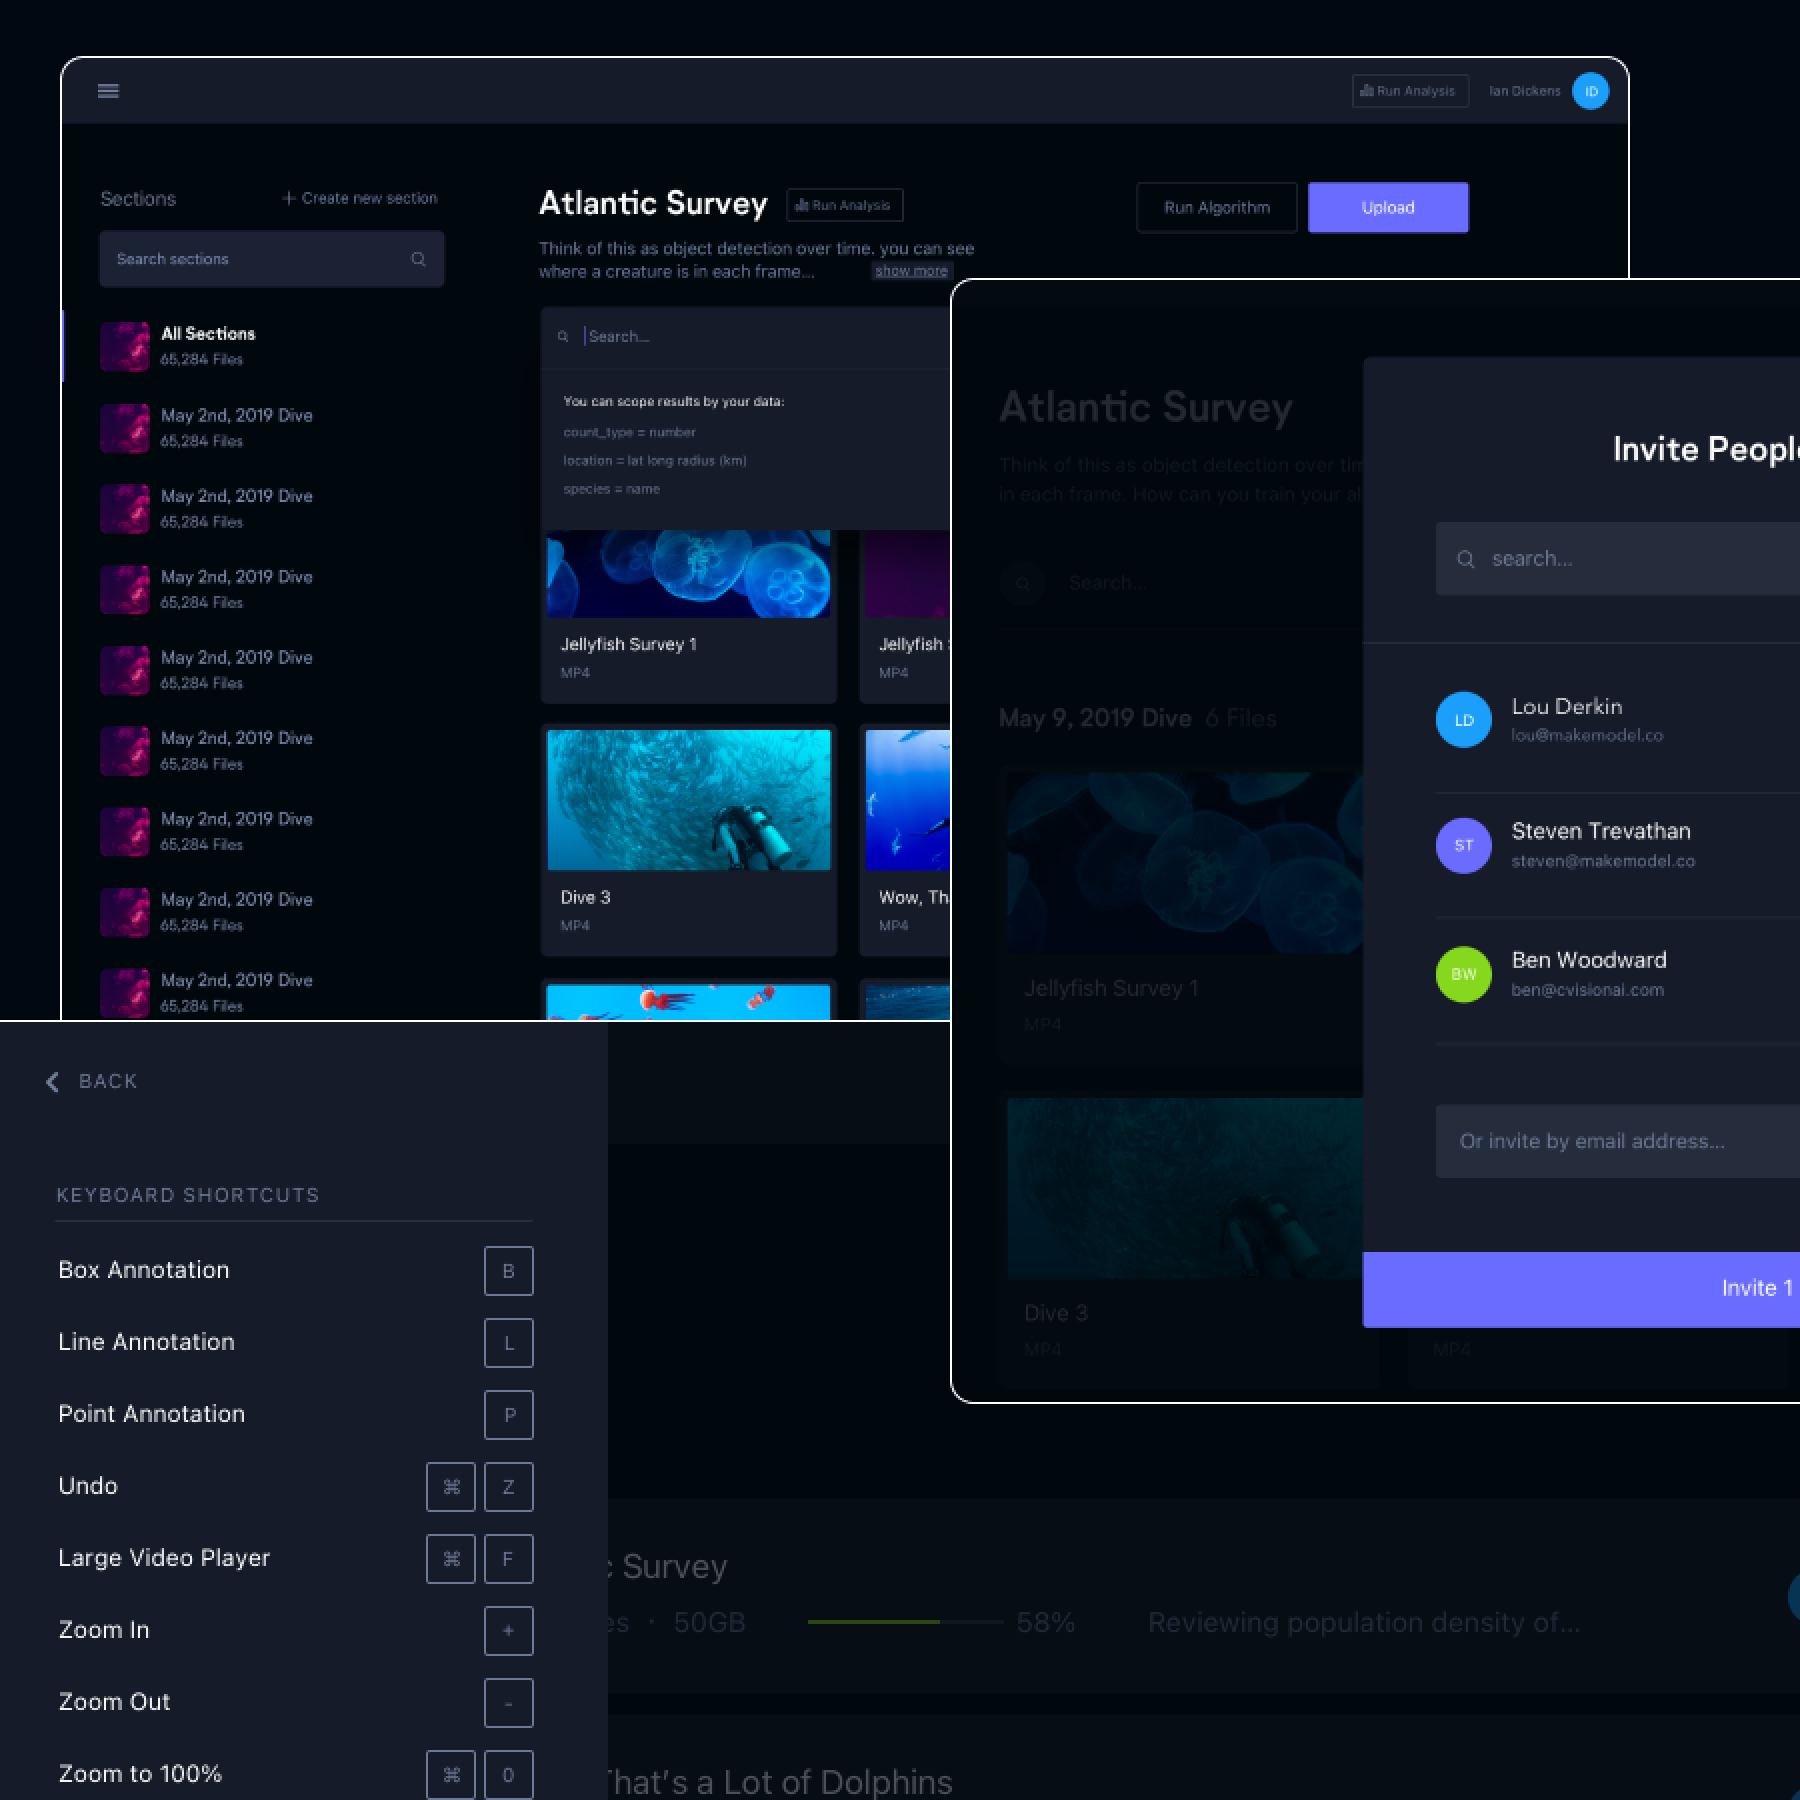 Run Analysis
Ian Dickens
ID
Sections
+ Create new section
Search sections
All Sections
65,284 Files
May 2nd, 2019 Dive
65,284 Files
May 2nd, 2019 Dive
65,284 Files
May 2nd, 2019 Dive
65,284 Files
May 2nd, 2019 Dive
65,284 Files
May 2nd, 2019 Dive
65,284 Files
May 2nd, 2019 Dive
65,284 Files
May 2nd, 2019 Dive
65,284 Files
May 2nd, 2019 Dive
65,284 Files
Atlantic Survey
Run Analysis
Run Algorithm
Upload
Think of this as object detection over time. you can see
where a creature is in each frame...
show more
Search...
You can scope results by your data:
count_type = number
location = lat long radius (km)
species = name
Jellyfish Survey 1
MP4
Jellyfish
MP4
Dive 3
MP4
Wow, Tha
MP4
Atlantic Survey
Think of this as object detection over tim
in each frame. How can you train your al
Search...
May 9, 2019 Dive 6 Files
Jellyfish Survey 1
MP4
Dive 3
MP4
MP4
Invite People
search...
LD
Lou Derkin
lou@makemodel.co
ST
Steven Trevathan
steven@makemodel.co
BW
Ben Woodward
ben@cvisionai.com
Or invite by email address...
Invite 1
BACK
KEYBOARD SHORTCUTS
Box Annotation B
Line Annotation L
Point Annotation P
Undo ⌘ Z
Large Video Player ⌘ F
Zoom In +
Zoom Out -
Zoom to 100% ⌘ 0
c Survey
es · 50GB
58%
Reviewing population density of...
That's a Lot of Dolphins